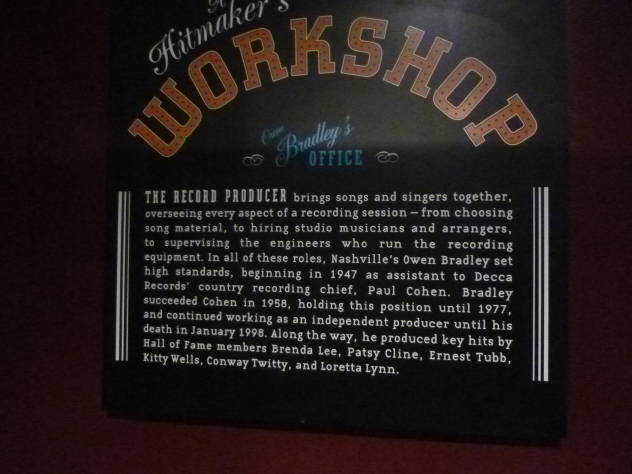 A
Hitmaker's
WORKSHOP
Owen
Bradley's
OFFICE
THE RECORD PRODUCER brings songs and singers together,
overseeing every aspect of a recording session – from choosing
song material, to hiring studio musicians and arrangers,
to supervising the engineers who run the recording
equipment. In all of these roles, Nashville's Owen Bradley set
high standards, beginning in 1947 as assistant to Decca
Records' country recording chief, Paul Cohen. Bradley
succeeded Cohen in 1958, holding this position until 1977,
and continued working as an independent producer until his
death in January 1998. Along the way, he produced key hits by
Hall of Fame members Brenda Lee, Patsy Cline, Ernest Tubb,
Kitty Wells, Conway Twitty, and Loretta Lynn.